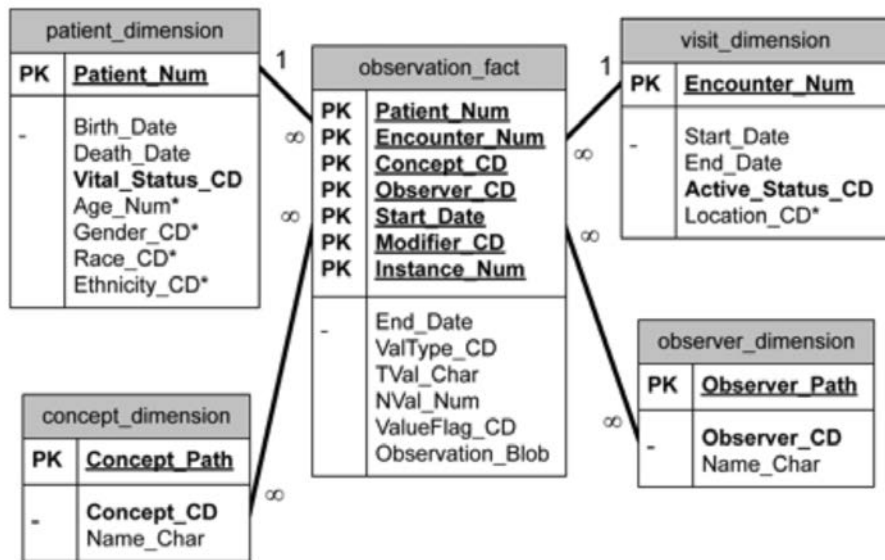 patient_dimension
PK Patient_Num
- Birth_Date
Death_Date
Vital_Status_CD
Age_Num*
Gender_CD*
Race_CD*
Ethnicity_CD*
1
∞
observation_fact
PK Patient_Num
PK Encounter_Num
PK Concept_CD
PK Observer_CD
PK Start_Date
PK Modifier_CD
PK Instance_Num
- End_Date
ValType_CD
TVal_Char
NVal_Num
ValueFlag_CD
Observation_Blob
1
∞
visit_dimension
PK Encounter_Num
- Start_Date
End_Date
Active_Status_CD
Location_CD*
∞
∞
concept_dimension
PK Concept_Path
- Concept_CD
Name_Char
∞
∞
observer_dimension
PK Observer_Path
- Observer_CD
Name_Char